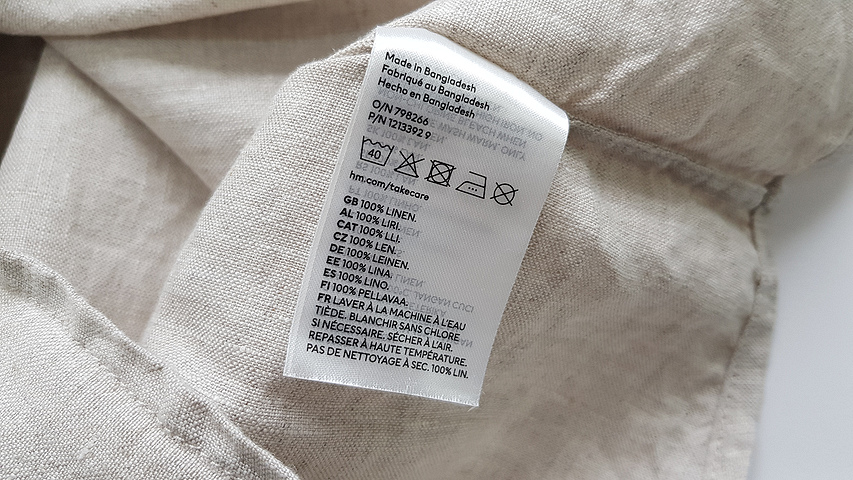 Made in Bangladesh
Fabriqué au Bangladesh
Hecho en Bangladesh
O/N 798266
P/N 1213392 9
40
hm.com/takecare
GB 100% LINEN.
AL 100% LIRI.
CAT 100% LLI.
CZ 100% LEN.
DE 100% LEINEN.
EE 100% LINA.
ES 100% LINO.
FI 100% PELLAVAA.
FR LAVER À LA MACHINE À L'EAU
TIÈDE. BLANCHIR SANS CHLORE
SI NÉCESSAIRE. SÉCHER À L'AIR.
REPASSER À HAUTE TEMPÉRATURE.
PAS DE NETTOYAGE À SEC. 100% LIN.